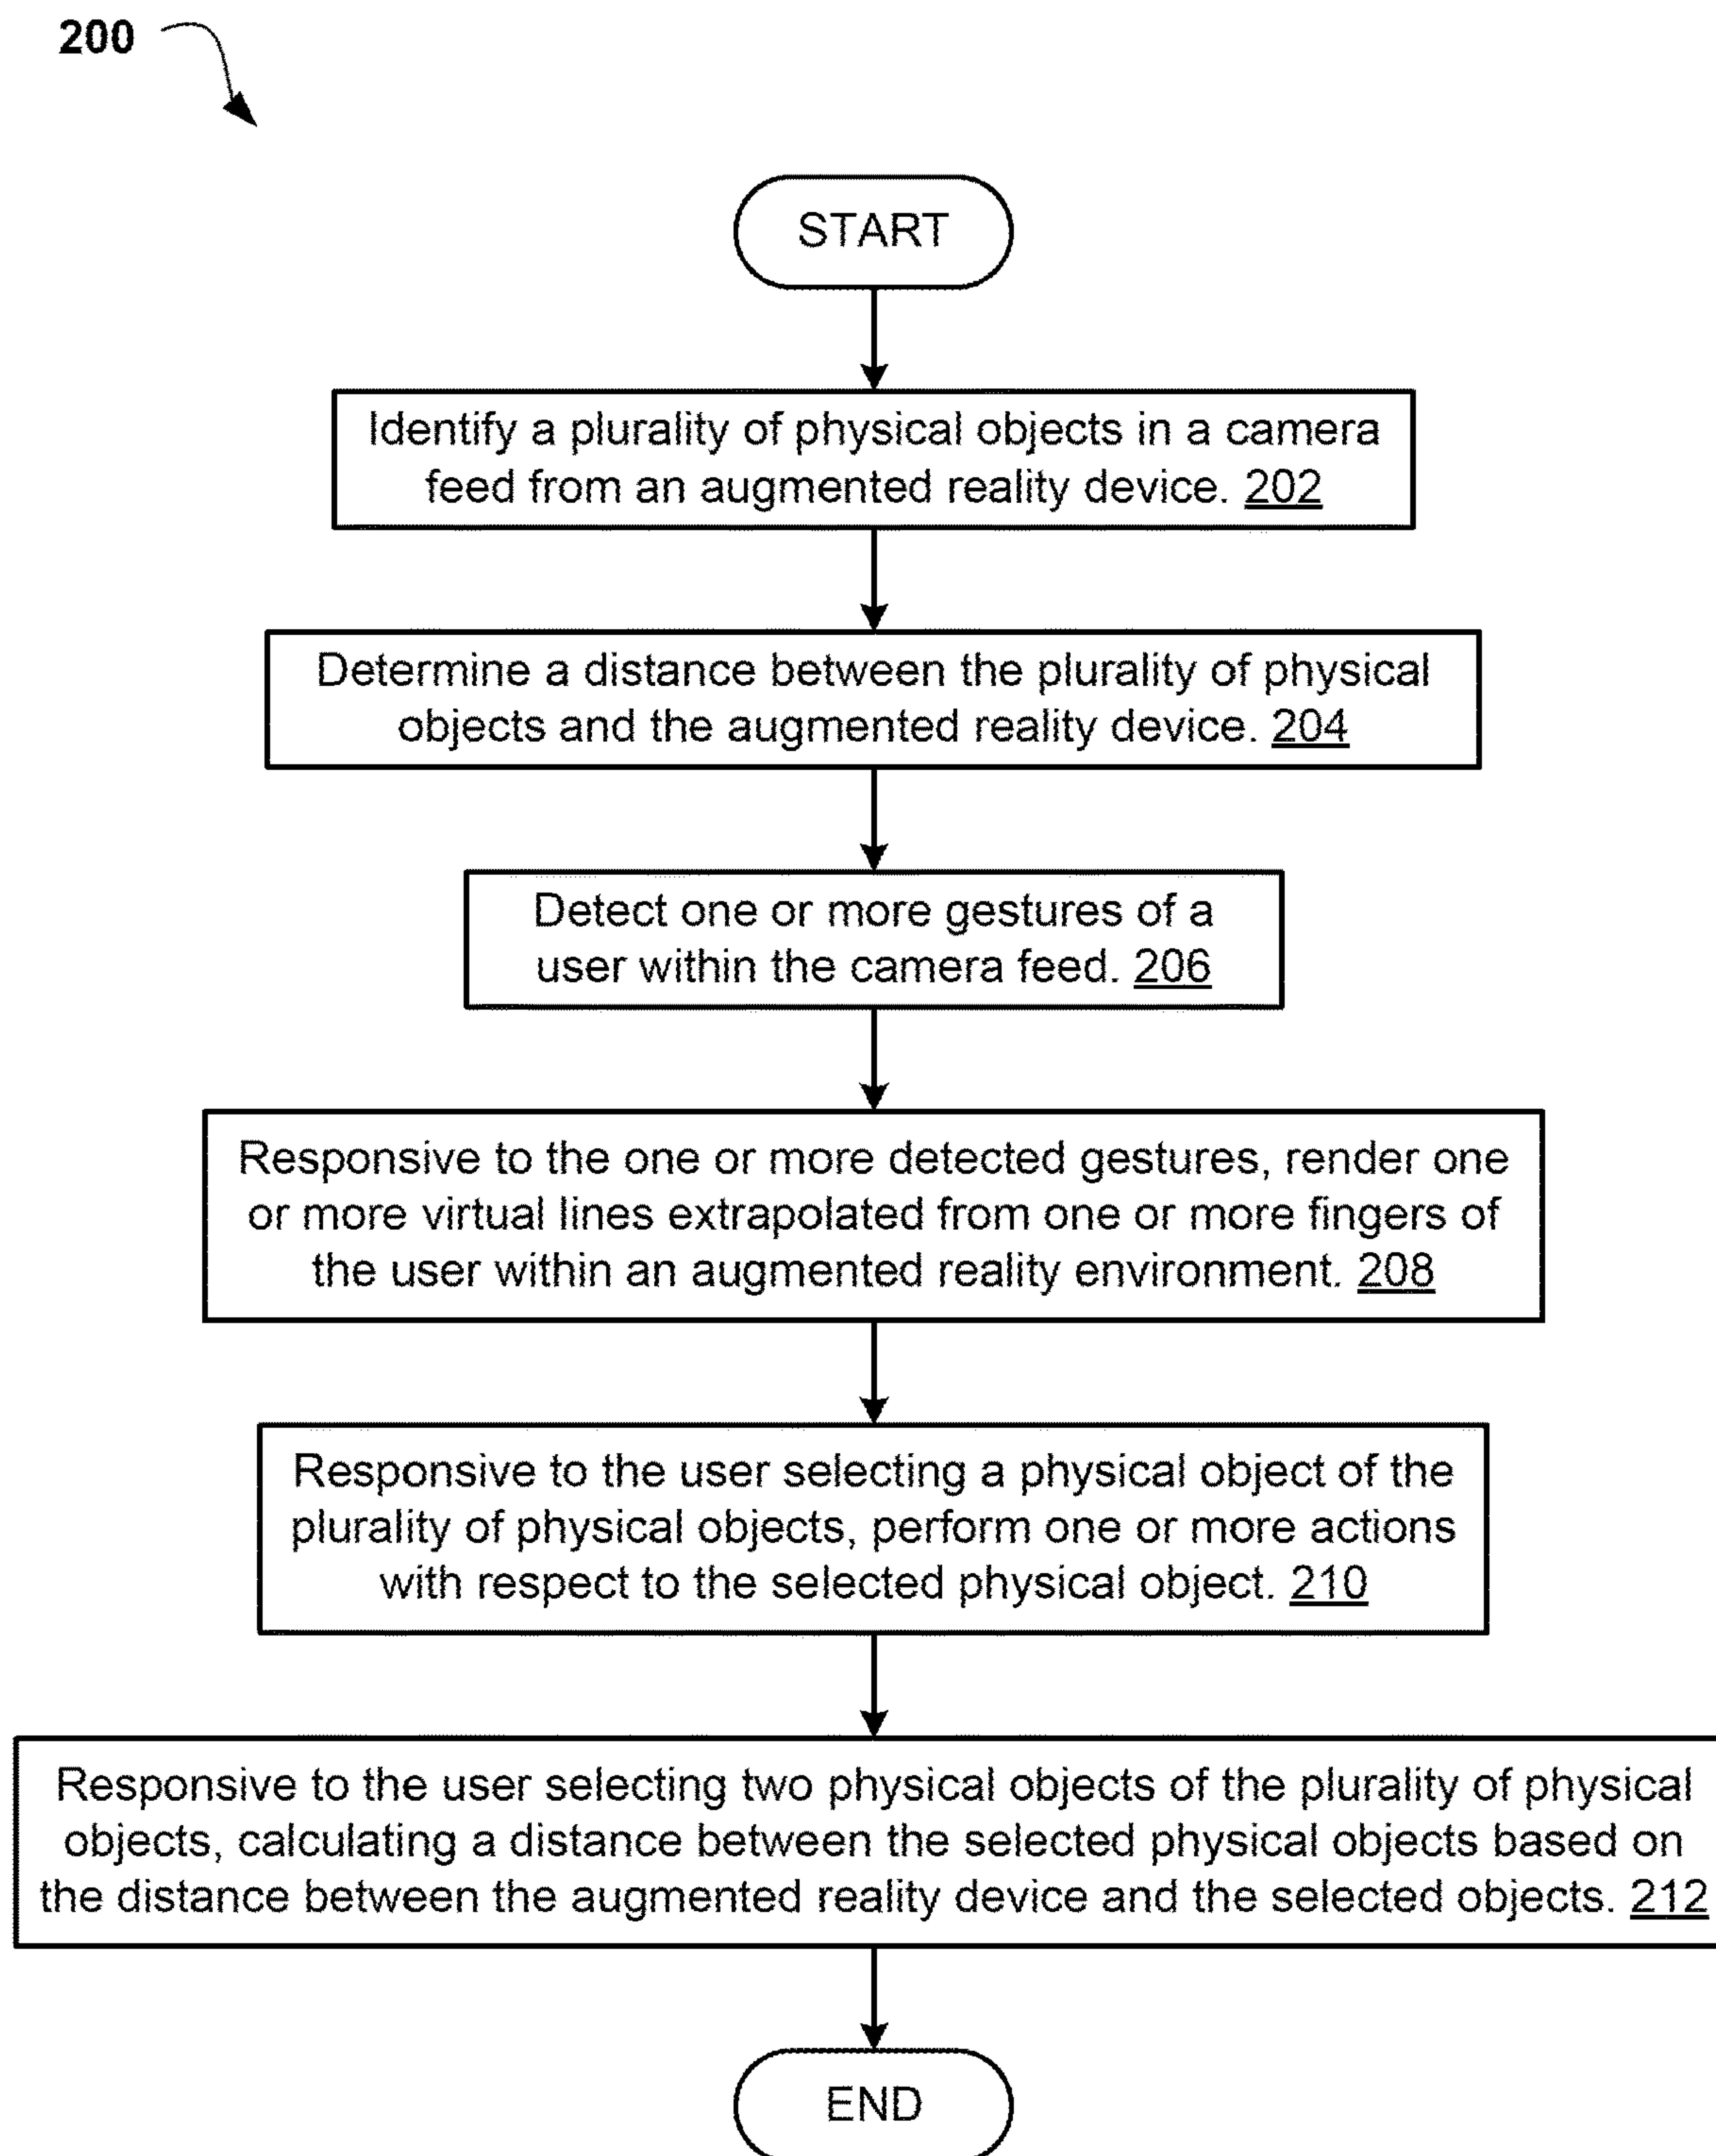 200
START
Identify a plurality of physical objects in a camera
feed from an augmented reality device. 202
Determine a distance between the plurality of physical
objects and the augmented reality device. 204
Detect one or more gestures of a
user within the camera feed. 206
Responsive to the one or more detected gestures, render one
or more virtual lines extrapolated from one or more fingers of
the user within an augmented reality environment. 208
Responsive to the user selecting a physical object of the
plurality of physical objects, perform one or more actions
with respect to the selected physical object. 210
Responsive to the user selecting two physical objects of the plurality of physical
objects, calculating a distance between the selected physical objects based on
the distance between the augmented reality device and the selected objects. 212
END